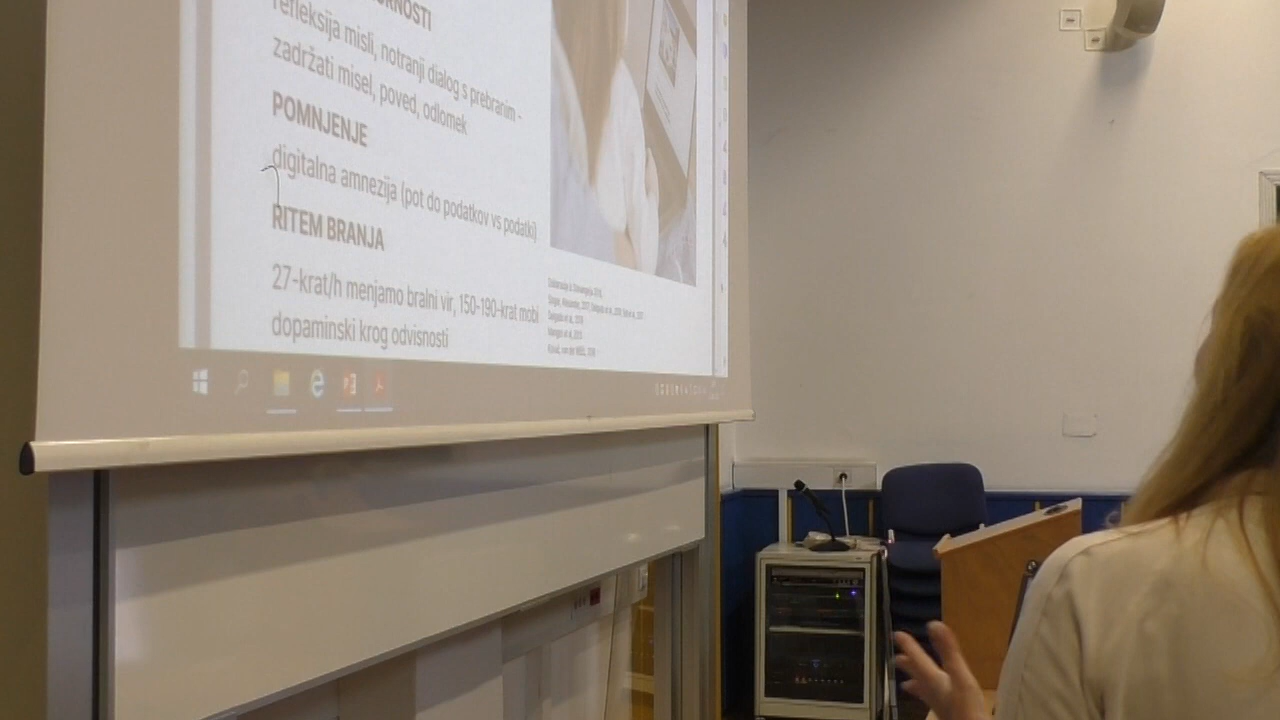 refleksija misli, notranji dialog s prebranim -
zadržati misel, poved, odlomek
POMNJENJE
digitalna amnezija (pot do podatkov vs podatki)
RITEM BRANJA
27-krat/h menjamo bralni vir, 150-190-krat mobi
dopaminski krog odvisnosti